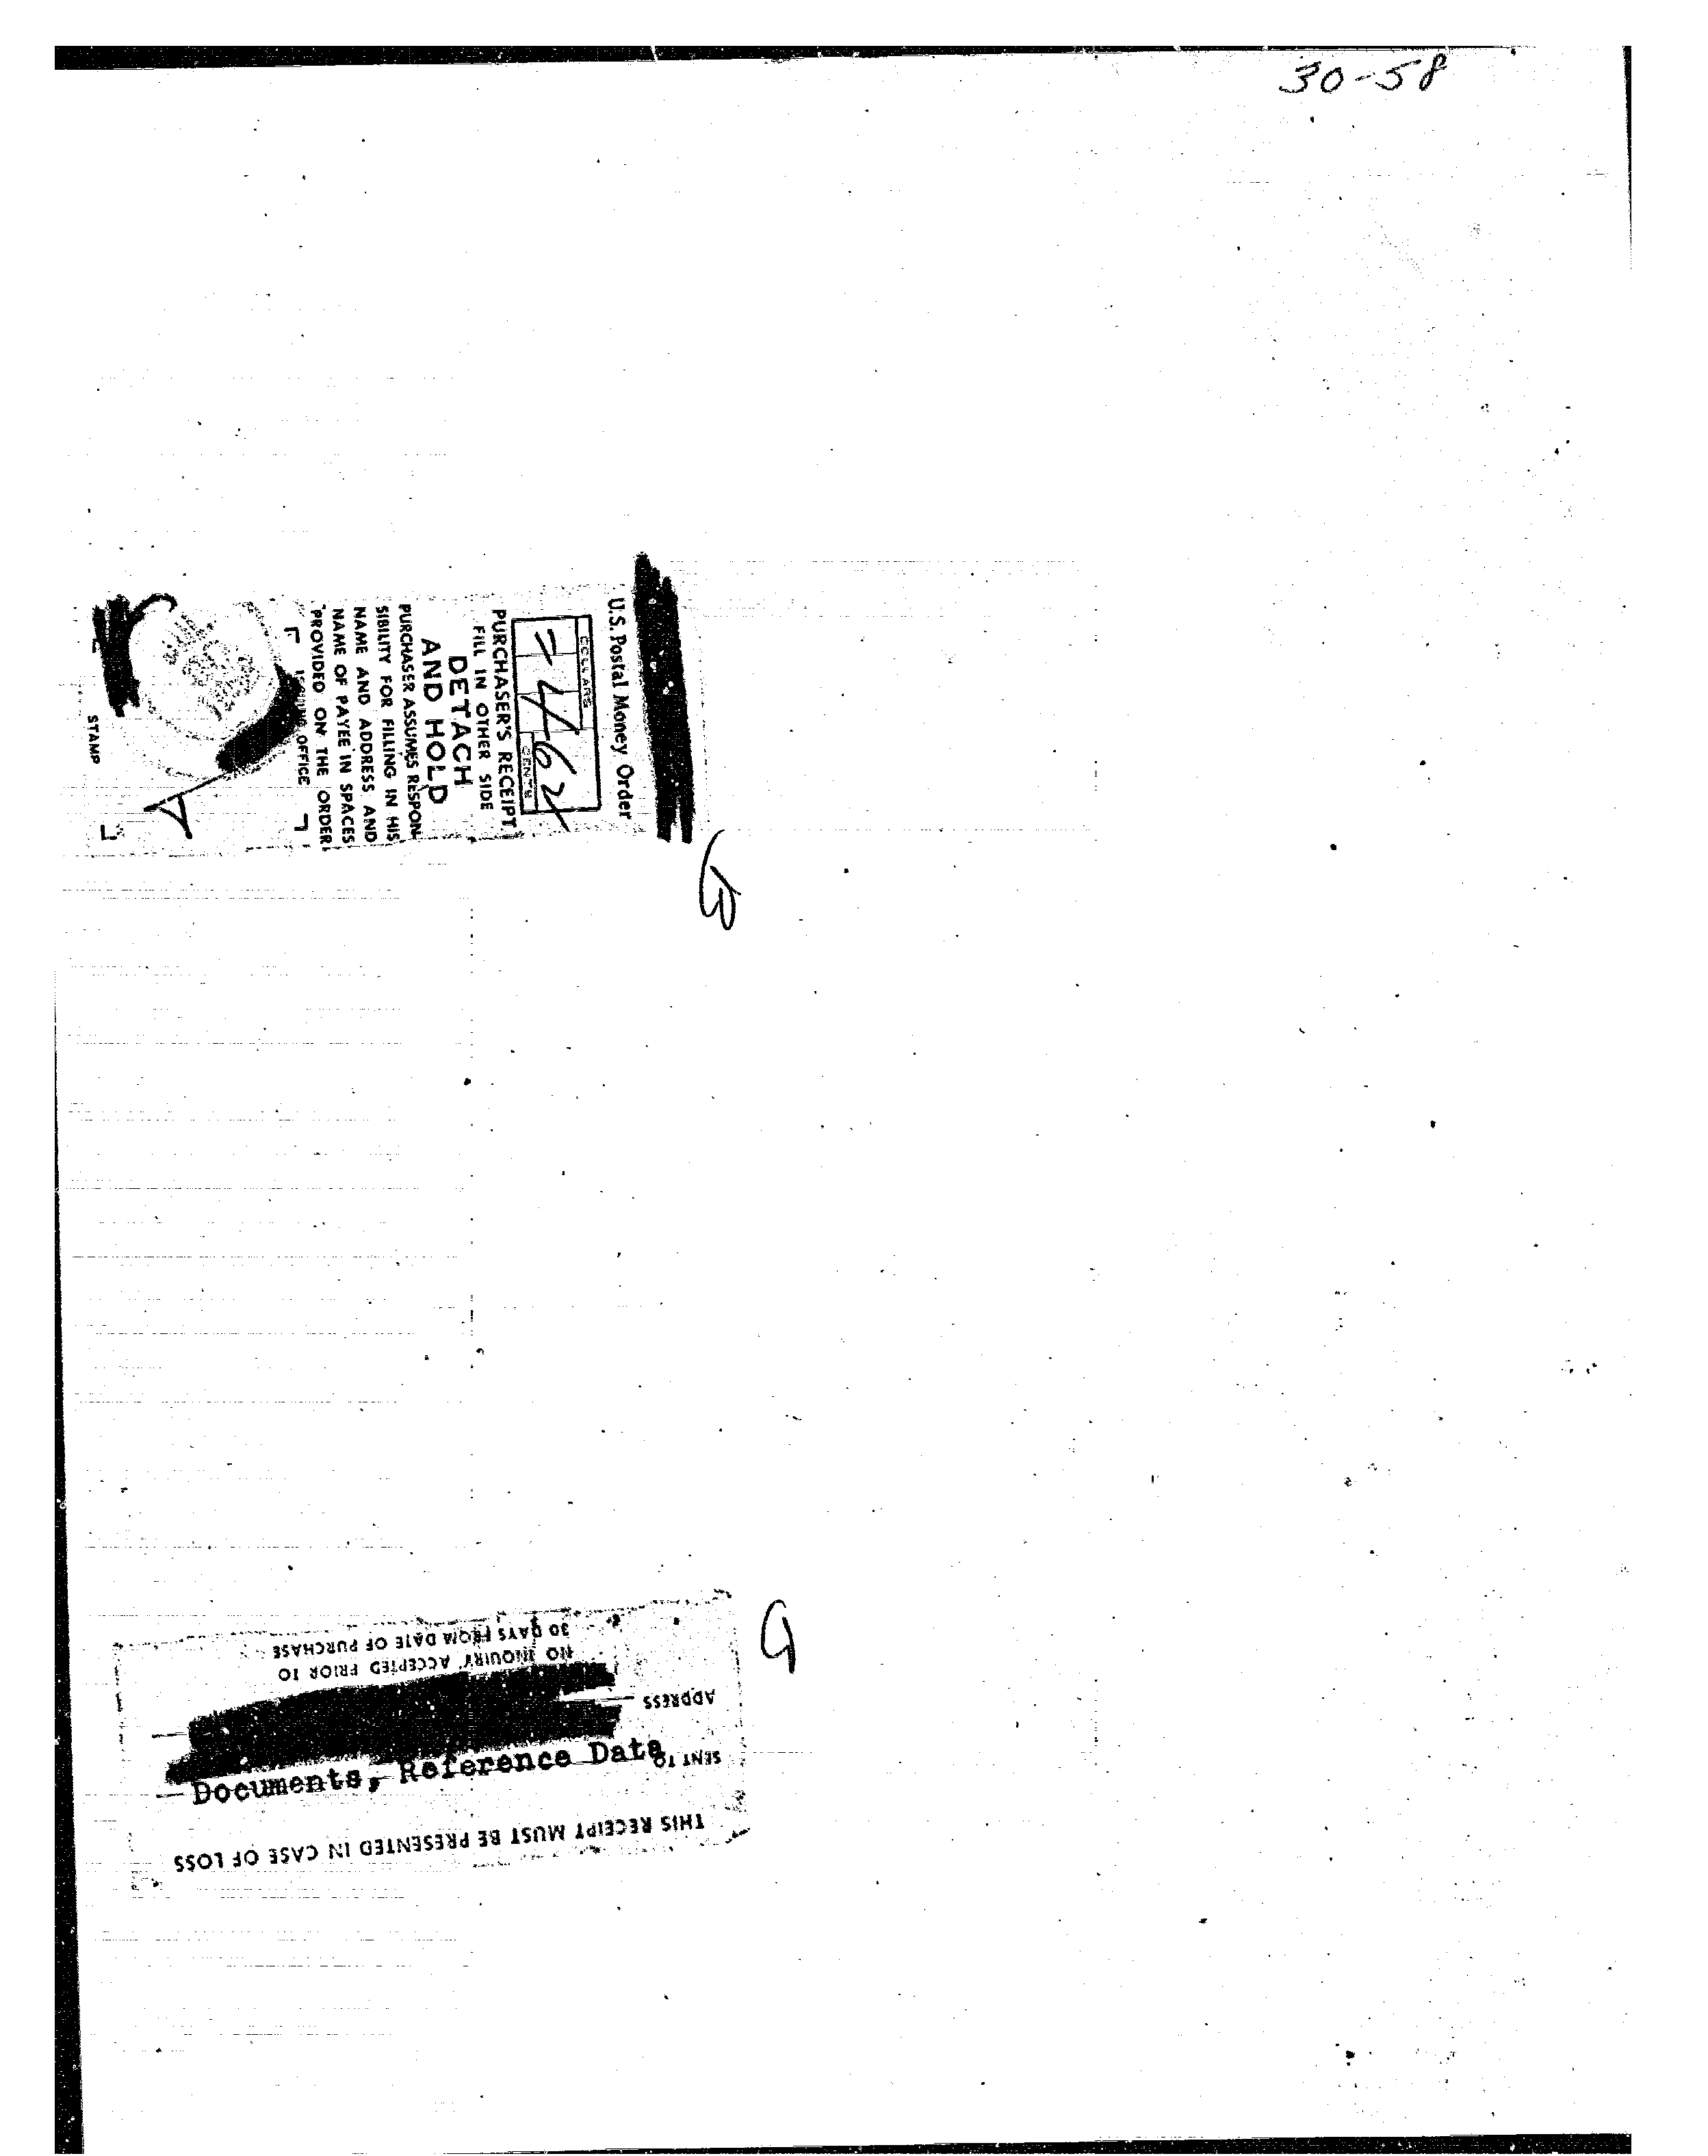 30-58
U.S. Postal Money Order
DOLLARS
CENTS
PURCHASER'S RECEIPT
FILL IN OTHER SIDE
DETACH
AND HOLD
PURCHASER ASSUMES RESPON-
SIBILITY FOR FILLING IN HIS
NAME AND ADDRESS AND
NAME OF PAYEE IN SPACES
PROVIDED ON THE ORDER
ISSUING OFFICE
STAMP
THIS RECEIPT MUST BE PRESENTED IN CASE OF LOSS
SENT TO
Documents, Reference Data
ADDRESS
NO INQUIRY ACCEPTED PRIOR TO
30 DAYS FROM DATE OF PURCHASE